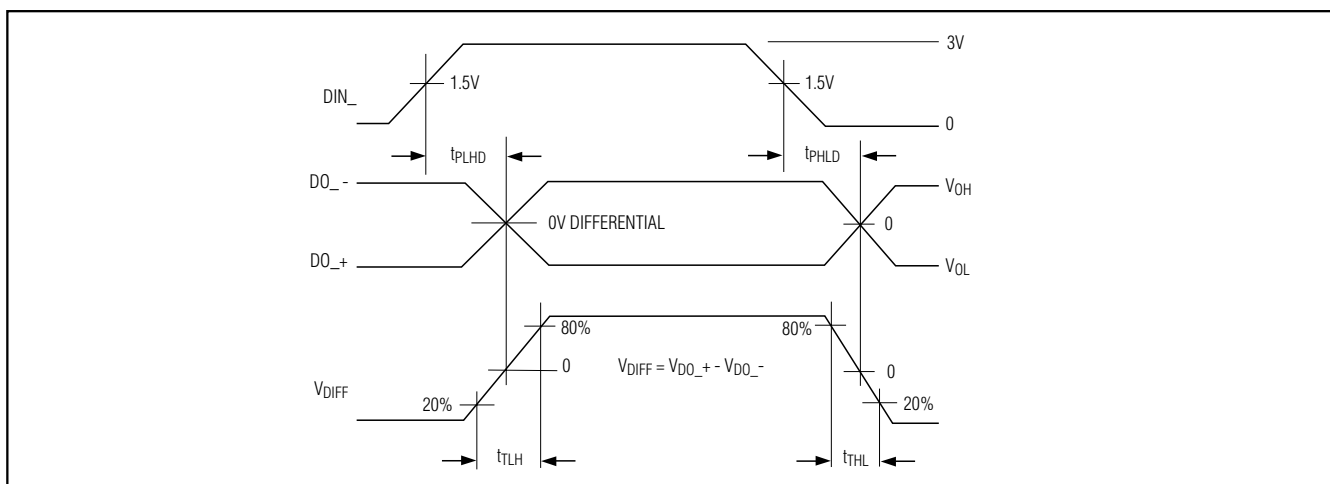 3V
1.5V
1.5V
DIN_
0
tPLHD
tPHLD
DO_ -
VOH
0V DIFFERENTIAL
0
DO_+
VOL
80%
80%
0
VDIFF = VDO_+ - VDO_-
0
VDIFF
20%
20%
tTLH
tTHL